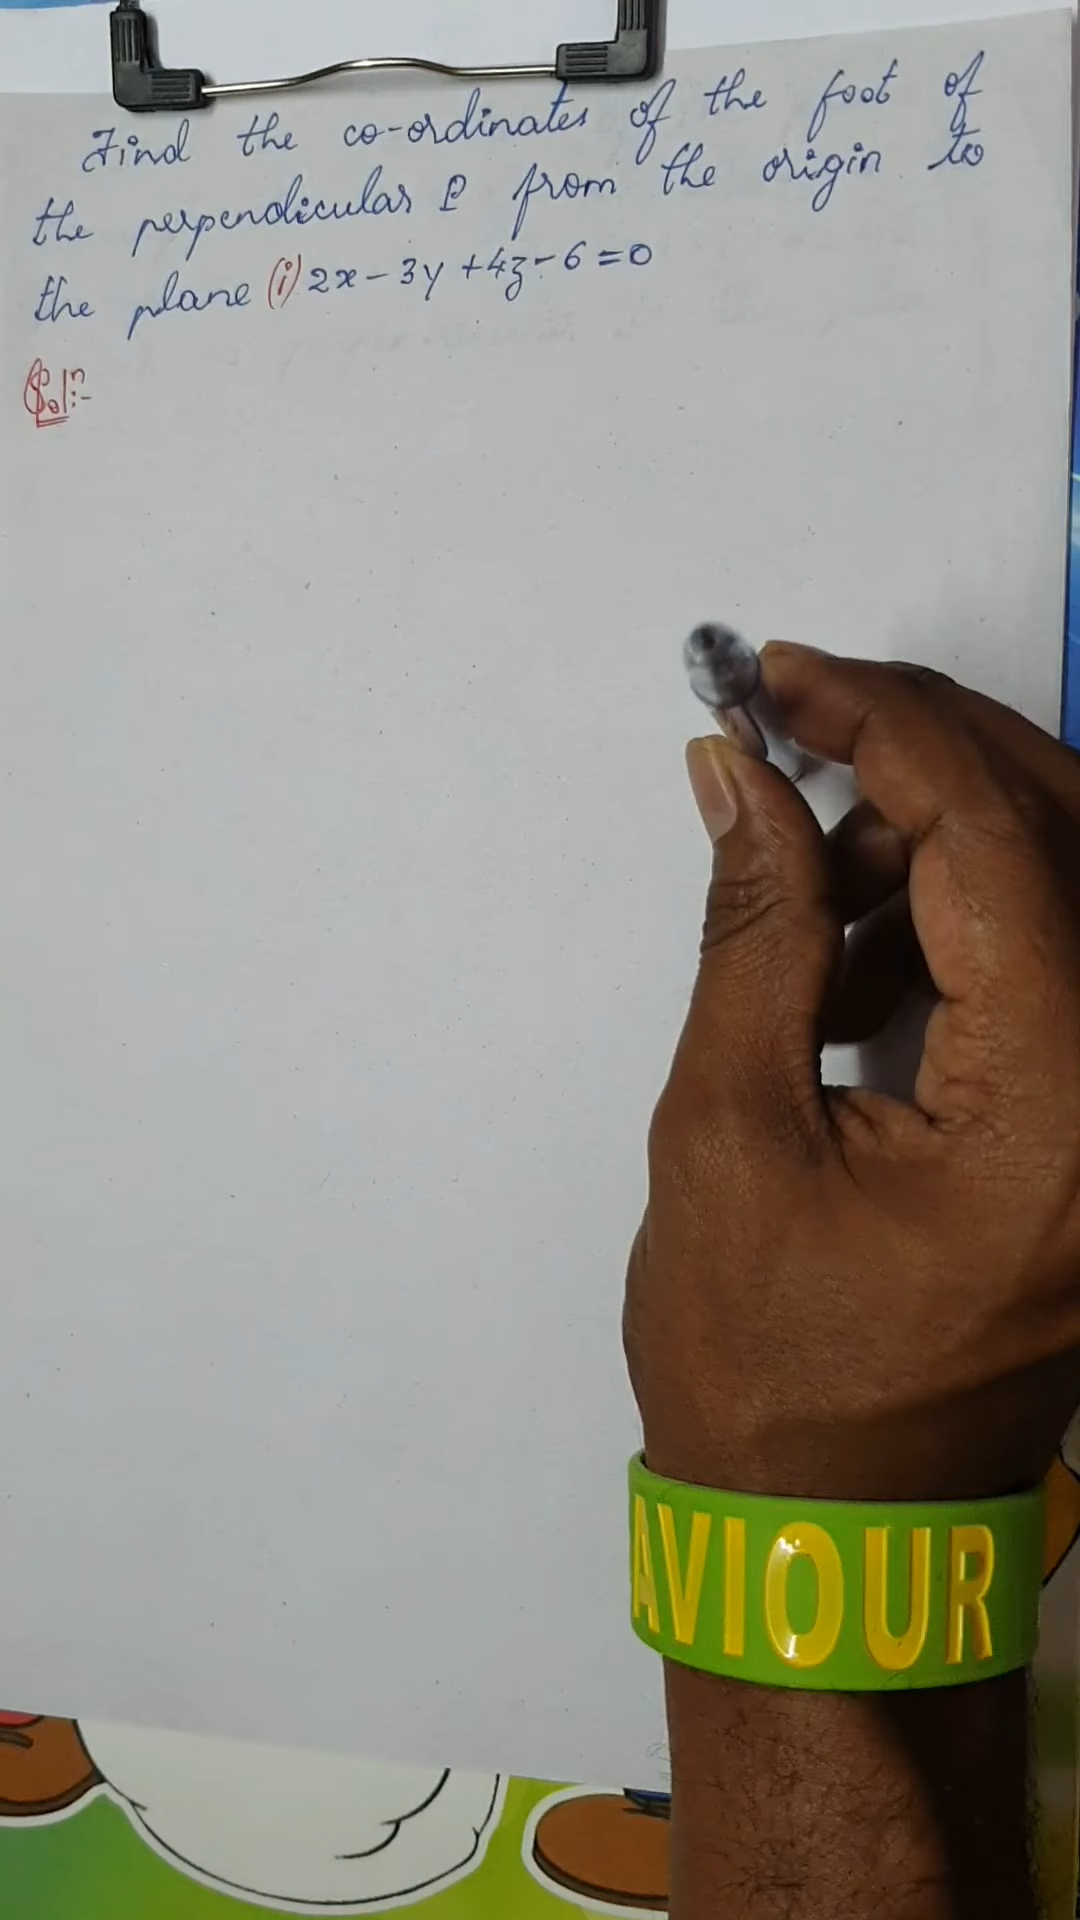 Find the co-ordinates of the foot of
the perpendicular P from the origin to
the plane (i) 2x - 3y + 4z - 6 = 0
Sol^n:-
AVIOUR